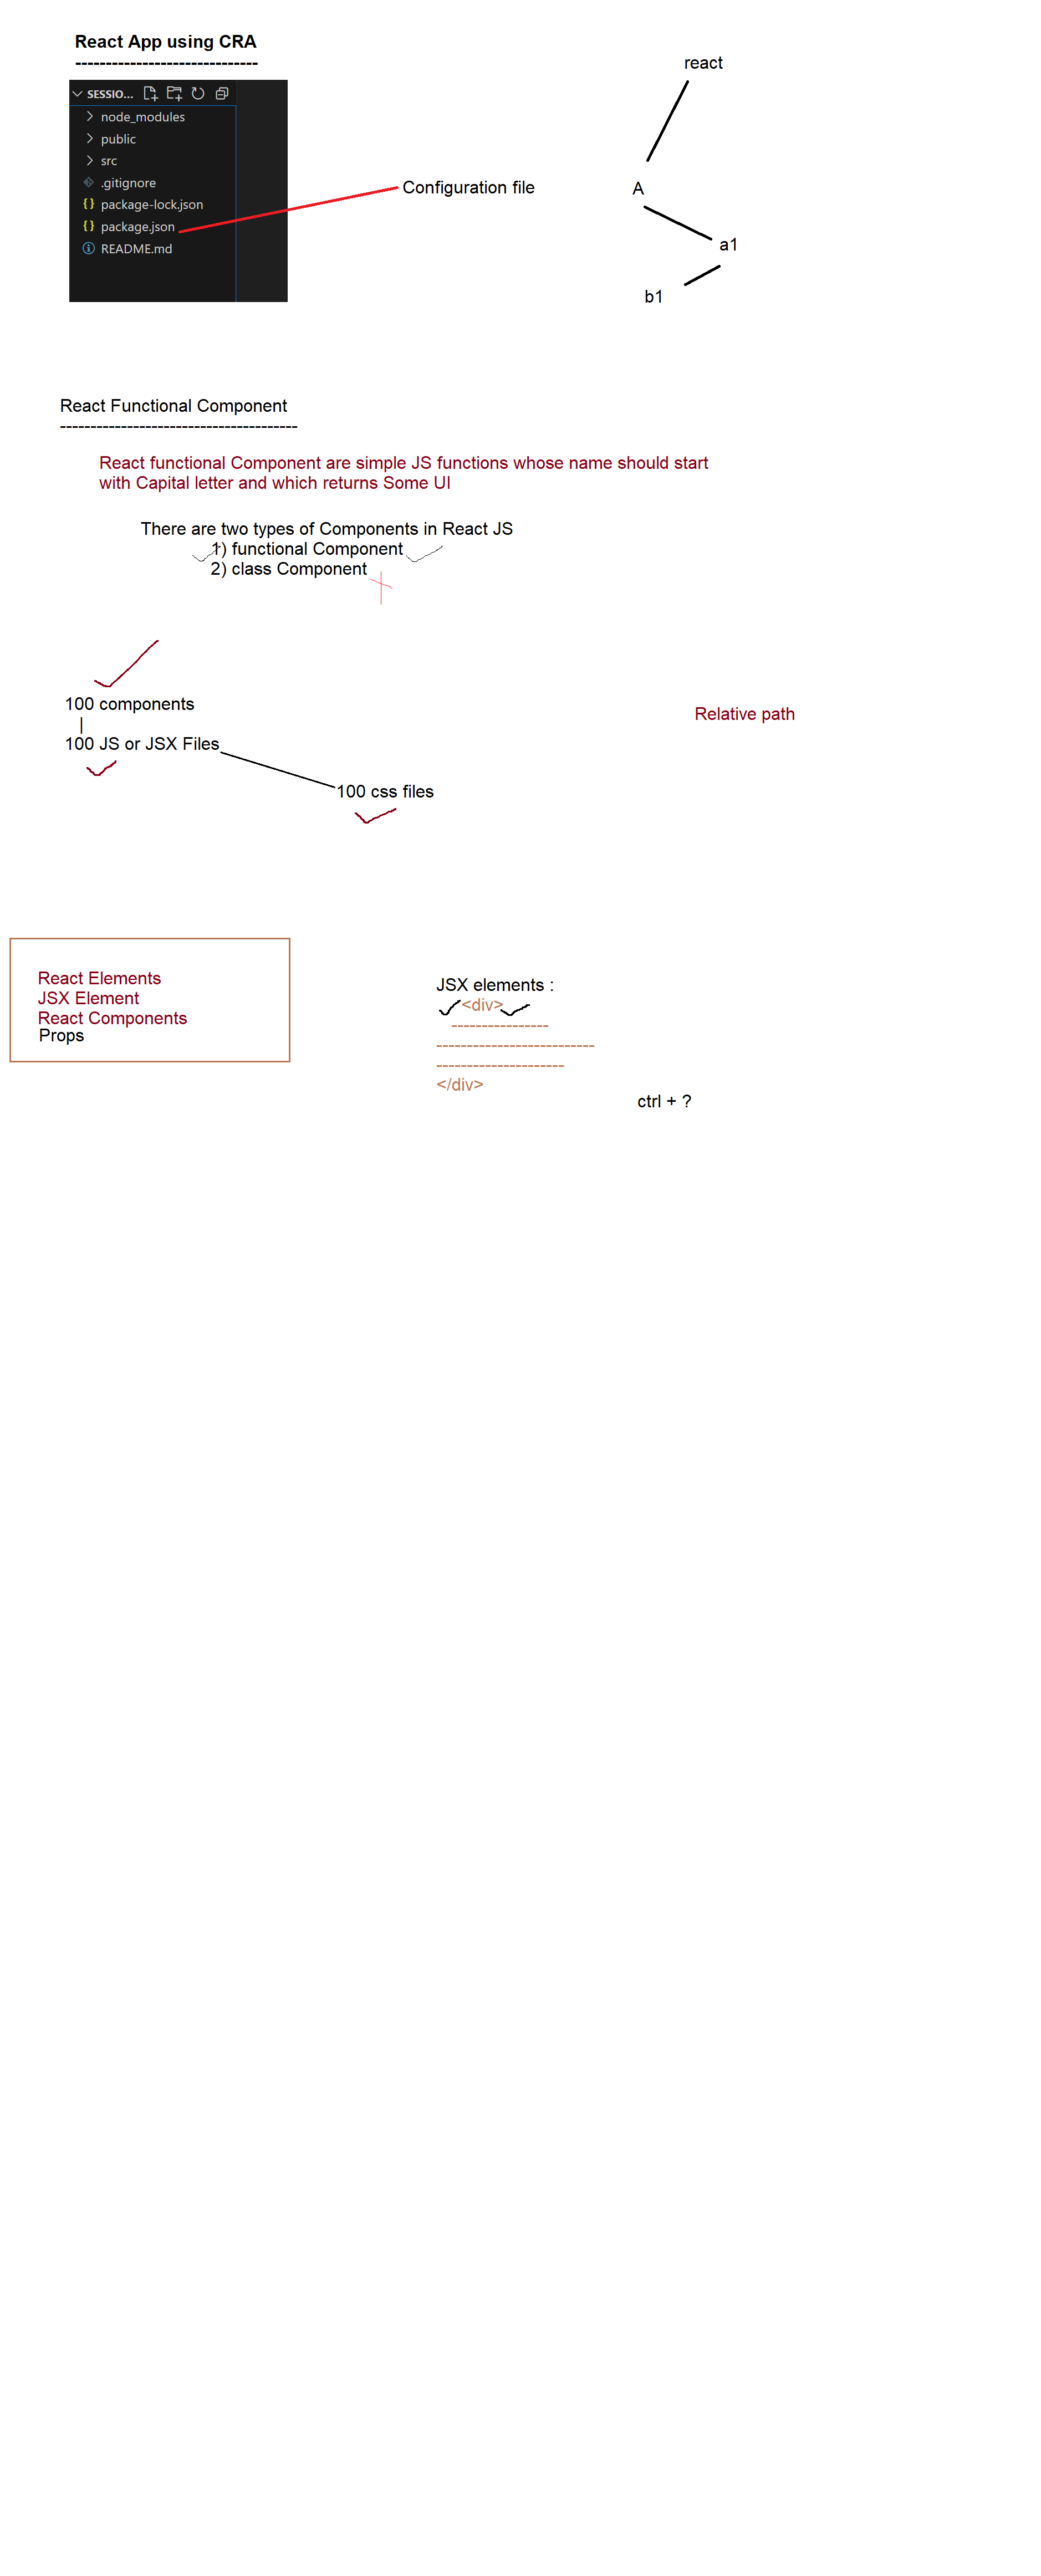 React App using CRA
------------------------------
react
SESSIO...
node_modules
public
src
.gitignore
package-lock.json
package.json
README.md
Configuration file
A
a1
b1
React Functional Component
---------------------------------------
React functional Component are simple JS functions whose name should start
with Capital letter and which returns Some UI
There are two types of Components in React JS
1) functional Component
2) class Component
100 components
|
100 JS or JSX Files
100 css files
Relative path
React Elements
JSX Element
React Components
Props
JSX elements :
<div>
----------------
--------------------------
---------------------
</div>
ctrl + ?